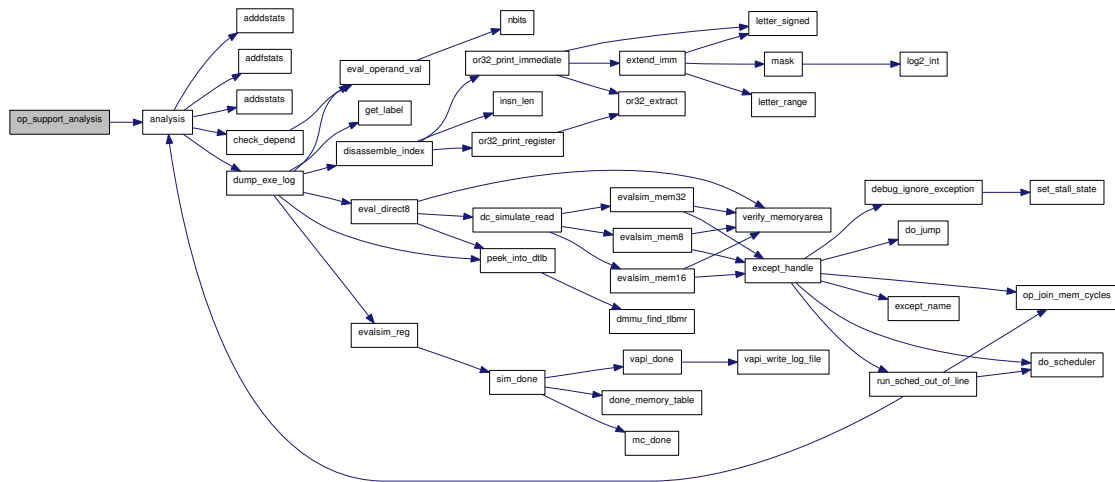 op_support_analysis
analysis
adddstats
addfstats
addsstats
check_depend
dump_exe_log
eval_operand_val
get_label
disassemble_index
eval_direct8
evalsim_reg
nbits
or32_print_immediate
insn_len
or32_print_register
dc_simulate_read
peek_into_dtlb
sim_done
extend_imm
or32_extract
evalsim_mem32
evalsim_mem8
evalsim_mem16
dmmu_find_tlbmr
vapi_done
done_memory_table
mc_done
letter_signed
mask
letter_range
verify_memoryarea
except_handle
vapi_write_log_file
log2_int
debug_ignore_exception
do_jump
except_name
run_sched_out_of_line
set_stall_state
op_join_mem_cycles
do_scheduler